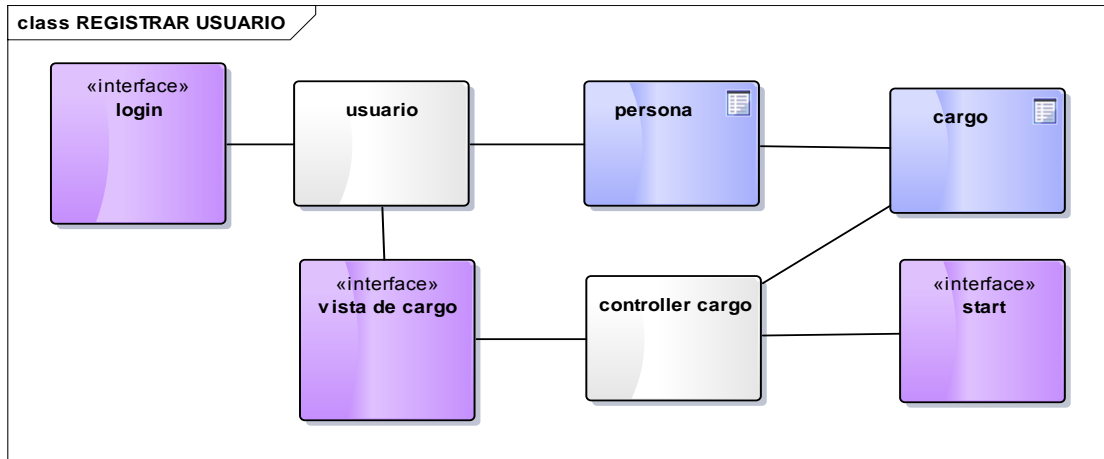 class REGISTRAR USUARIO
«interface»
login
usuario
persona
cargo
«interface»
vista de cargo
controller cargo
«interface»
start